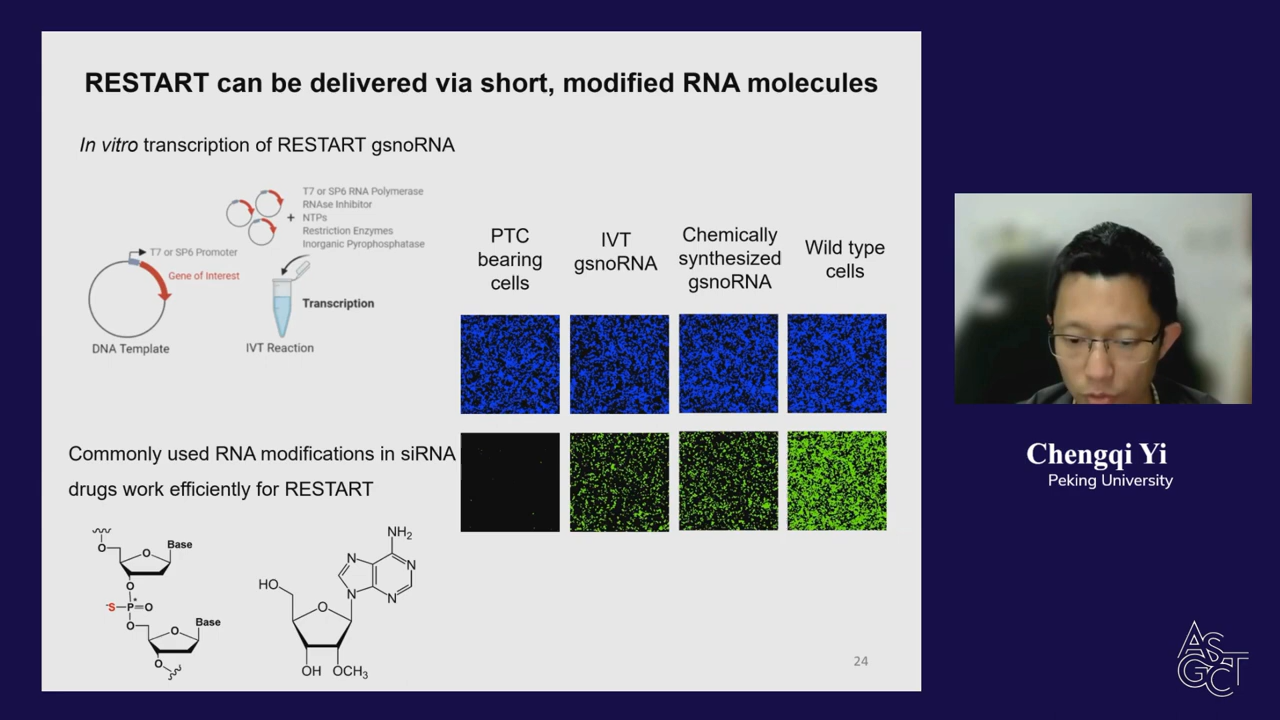 RESTART can be delivered via short, modified RNA molecules
In vitro transcription of RESTART gsnoRNA
T7 or SP6 RNA Polymerase
RNAse Inhibitor
+ NTPs
Restriction Enzymes
Inorganic Pyrophosphatase
T7 or SP6 Promoter
Gene of Interest
Transcription
DNA Template
IVT Reaction
PTC
bearing
cells
IVT
gsnoRNA
Chemically
synthesized
gsnoRNA
Wild type
cells
Commonly used RNA modifications in siRNA
drugs work efficiently for RESTART
O
O
Base
O
⁻S—P*=O
O
O
Base
O
NH₂
N
N
N
N
HO
O
OH
OCH₃
24
Chengqi Yi
Peking University
ASGCT